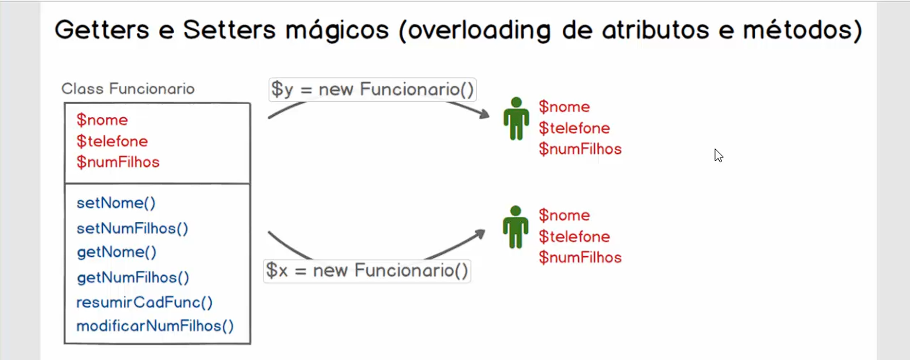 Getters e Setters mágicos (overloading de atributos e métodos)
Class Funcionario
$nome
$telefone
$numFilhos
setNome()
setNumFilhos()
getNome()
getNumFilhos()
resumirCadFunc()
modificarNumFilhos()
$y = new Funcionario()
$nome
$telefone
$numFilhos
$x = new Funcionario()
$nome
$telefone
$numFilhos